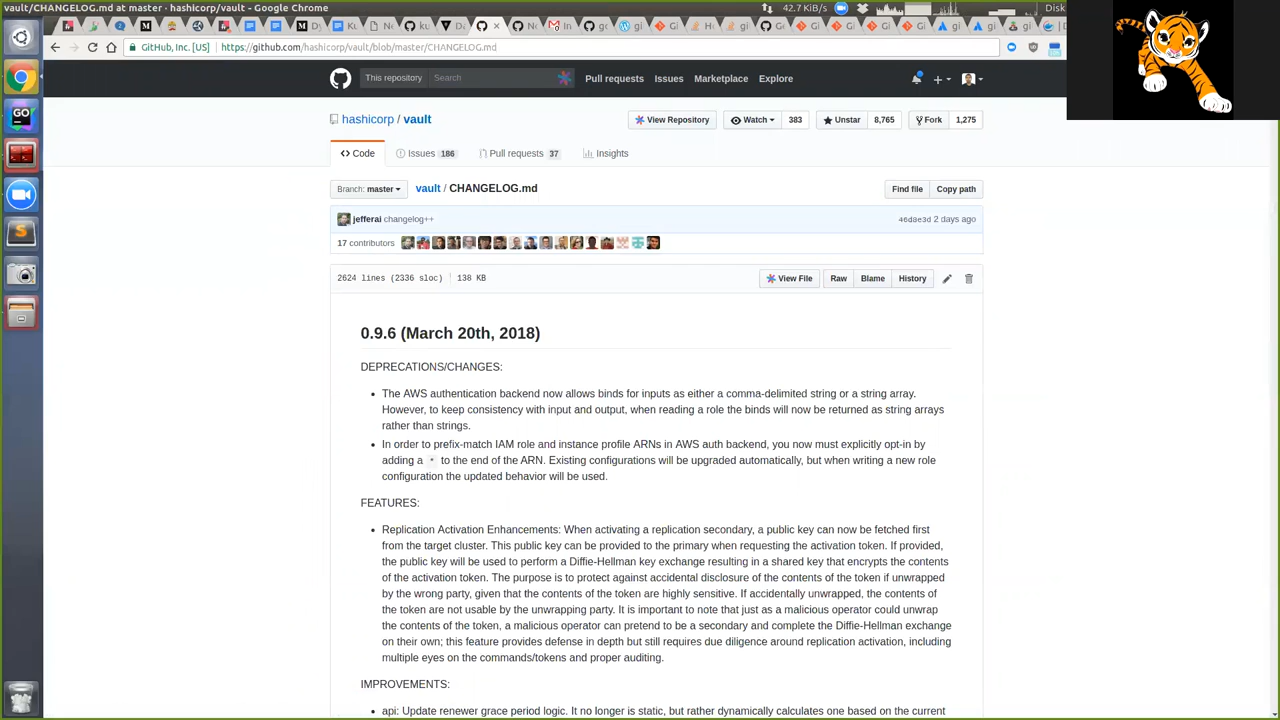 vault/CHANGELOG.md at master · hashicorp/vault - Google Chrome
42.7 KiB/s
Disk
GitHub, Inc. [US]
https://github.com/hashicorp/vault/blob/master/CHANGELOG.md
This repository
Search
Pull requests
Issues
Marketplace
Explore
hashicorp / vault
View Repository
Watch
383
Unstar
8,765
Fork
1,275
Code
Issues 186
Pull requests 37
Insights
Branch: master
vault / CHANGELOG.md
Find file
Copy path
jefferai changelog++
46d8e3d 2 days ago
17 contributors
2624 lines (2336 sloc)
138 KB
View File
Raw
Blame
History
0.9.6 (March 20th, 2018)
DEPRECATIONS/CHANGES:
• The AWS authentication backend now allows binds for inputs as either a comma-delimited string or a string array.
However, to keep consistency with input and output, when reading a role the binds will now be returned as string arrays
rather than strings.
• In order to prefix-match IAM role and instance profile ARNs in AWS auth backend, you now must explicitly opt-in by
adding a * to the end of the ARN. Existing configurations will be upgraded automatically, but when writing a new role
configuration the updated behavior will be used.
FEATURES:
• Replication Activation Enhancements: When activating a replication secondary, a public key can now be fetched first
from the target cluster. This public key can be provided to the primary when requesting the activation token. If provided,
the public key will be used to perform a Diffie-Hellman key exchange resulting in a shared key that encrypts the contents
of the activation token. The purpose is to protect against accidental disclosure of the contents of the token if unwrapped
by the wrong party, given that the contents of the token are highly sensitive. If accidentally unwrapped, the contents of
the token are not usable by the unwrapping party. It is important to note that just as a malicious operator could unwrap
the contents of the token, a malicious operator can pretend to be a secondary and complete the Diffie-Hellman exchange
on their own; this feature provides defense in depth but still requires due diligence around replication activation, including
multiple eyes on the commands/tokens and proper auditing.
IMPROVEMENTS:
• api: Update renewer grace period logic. It no longer is static, but rather dynamically calculates one based on the current